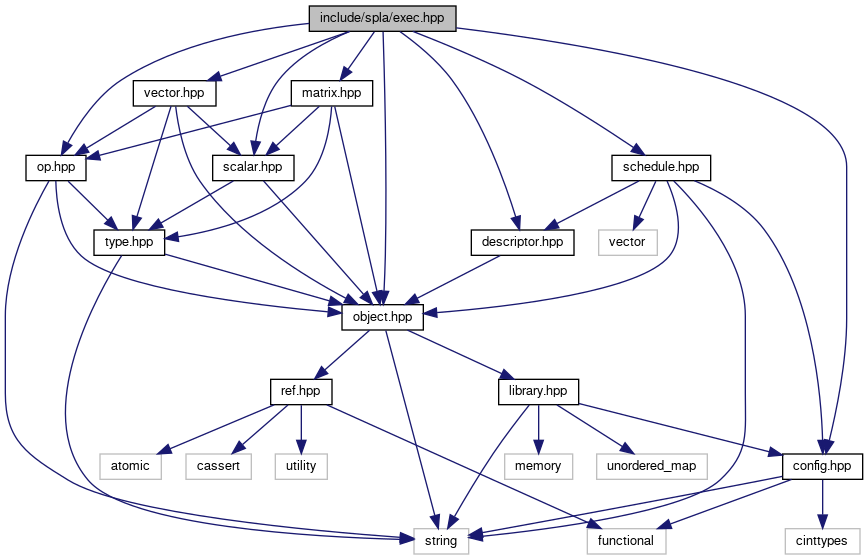 include/spla/exec.hpp
vector.hpp
matrix.hpp
op.hpp
scalar.hpp
schedule.hpp
type.hpp
descriptor.hpp
vector
object.hpp
ref.hpp
library.hpp
atomic
cassert
utility
memory
unordered_map
config.hpp
string
functional
cinttypes